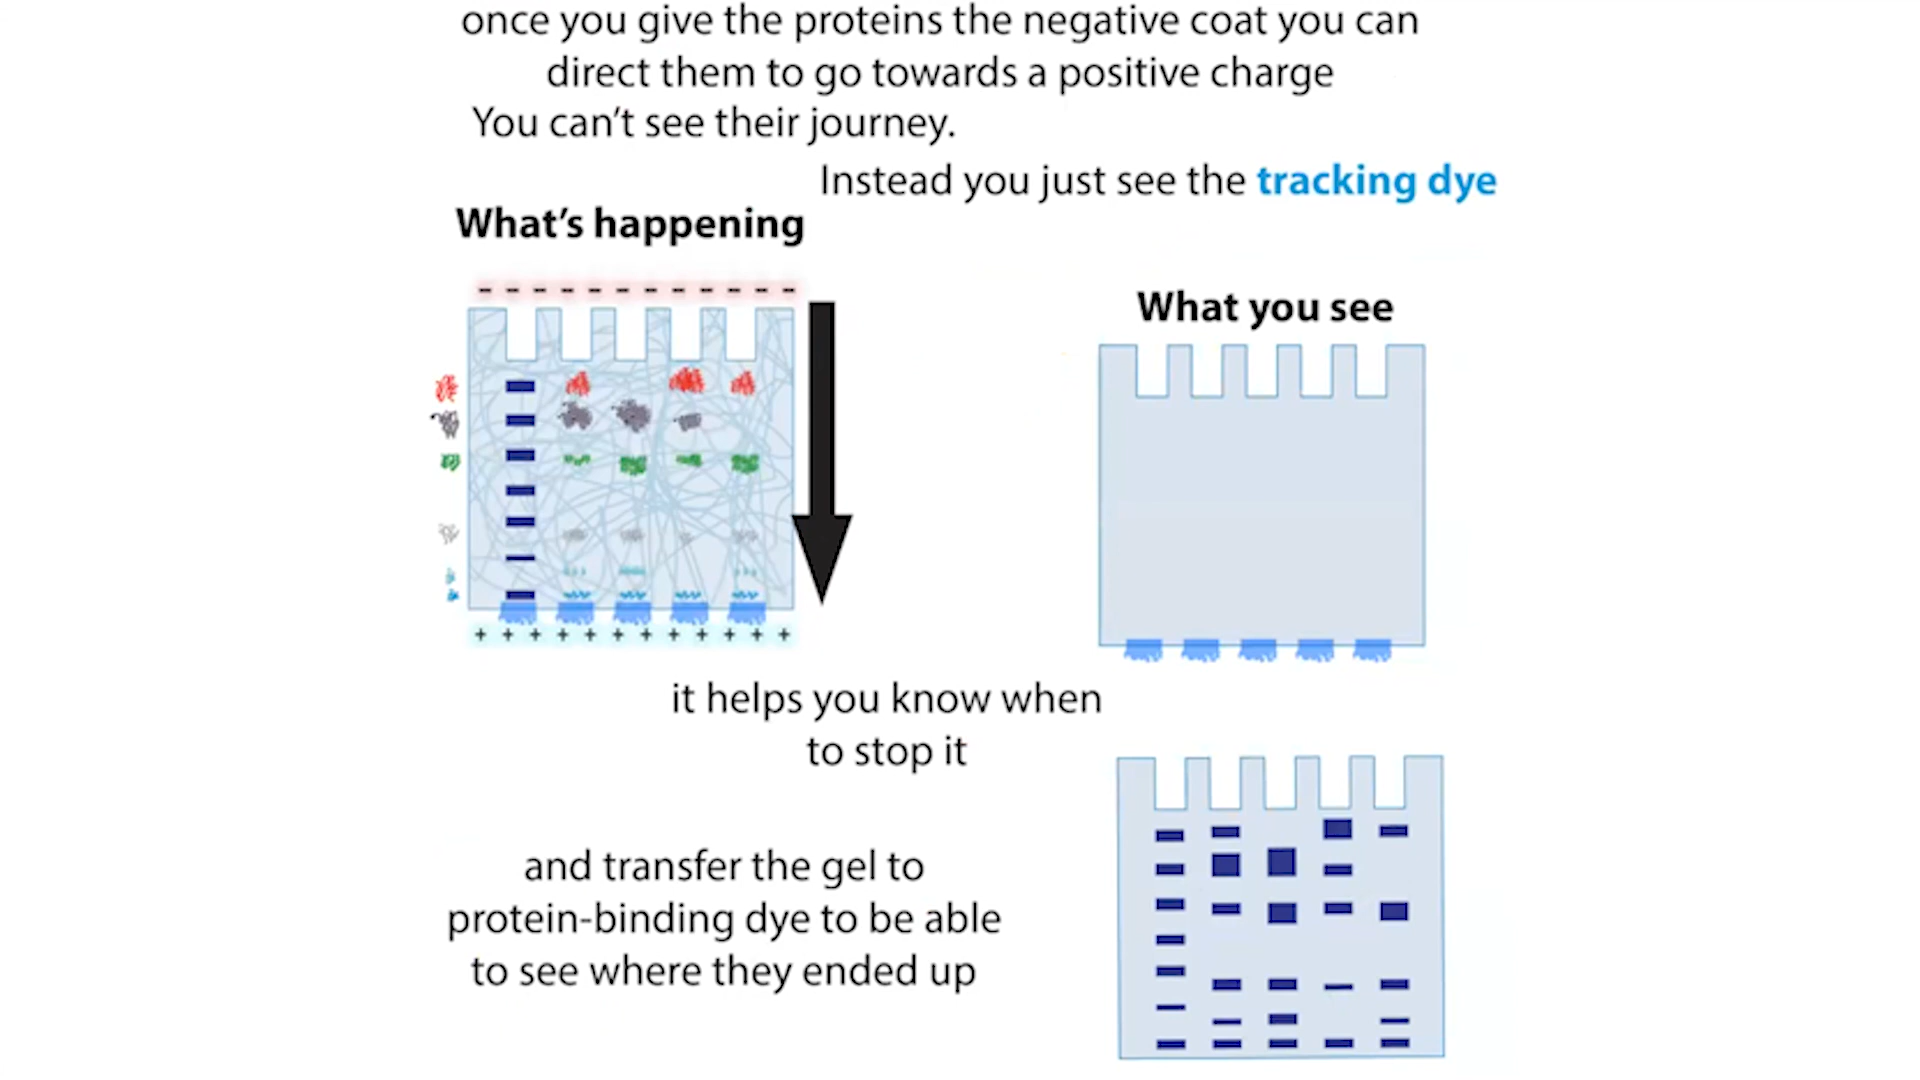 once you give the proteins the negative coat you can
direct them to go towards a positive charge
You can't see their journey.
Instead you just see the tracking dye
What's happening
- - - - - - - - - - - -
What you see
+ + + + + + + + + + + +
it helps you know when
to stop it
and transfer the gel to
protein-binding dye to be able
to see where they ended up